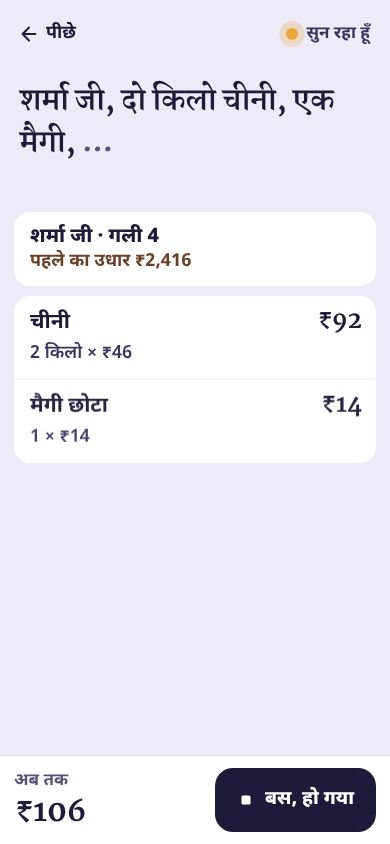 पीछे
सुन रहा हूँ
शर्मा जी, दो किलो चीनी, एक
मैगी, ...
शर्मा जी · गली 4
पहले का उधार ₹2,416
चीनी
₹92
2 किलो × ₹46
मैगी छोटा
₹14
1 × ₹14
अब तक
₹106
बस, हो गया